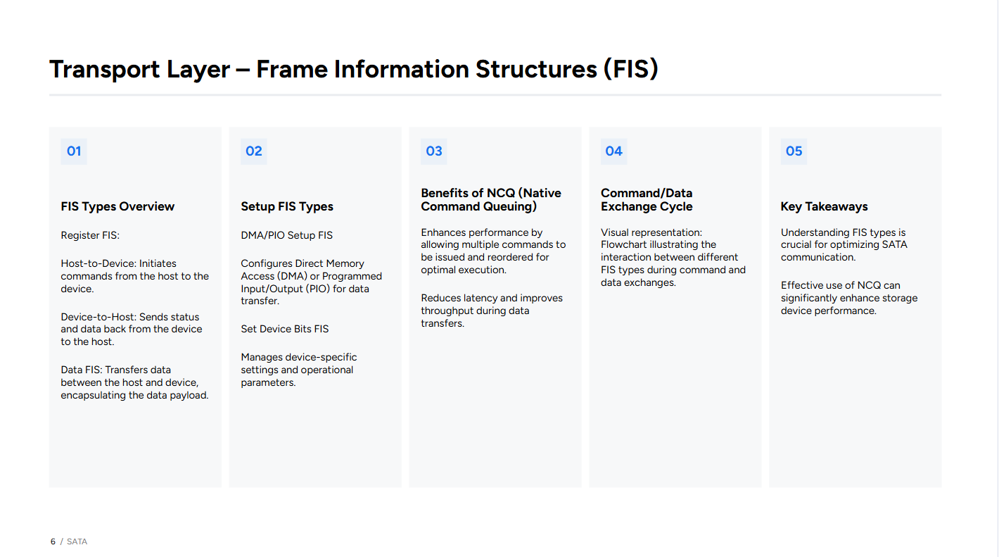 Transport Layer – Frame Information Structures (FIS)
01
FIS Types Overview
Register FIS:
Host-to-Device: Initiates
commands from the host to the
device.
Device-to-Host: Sends status
and data back from the device
to the host.
Data FIS: Transfers data
between the host and device,
encapsulating the data payload.
02
Setup FIS Types
DMA/PIO Setup FIS
Configures Direct Memory
Access (DMA) or Programmed
Input/Output (PIO) for data
transfer.
Set Device Bits FIS
Manages device-specific
settings and operational
parameters.
03
Benefits of NCQ (Native
Command Queuing)
Enhances performance by
allowing multiple commands to
be issued and reordered for
optimal execution.
Reduces latency and improves
throughput during data
transfers.
04
Command/Data
Exchange Cycle
Visual representation:
Flowchart illustrating the
interaction between different
FIS types during command and
data exchanges.
05
Key Takeaways
Understanding FIS types is
crucial for optimizing SATA
communication.
Effective use of NCQ can
significantly enhance storage
device performance.
6 / SATA